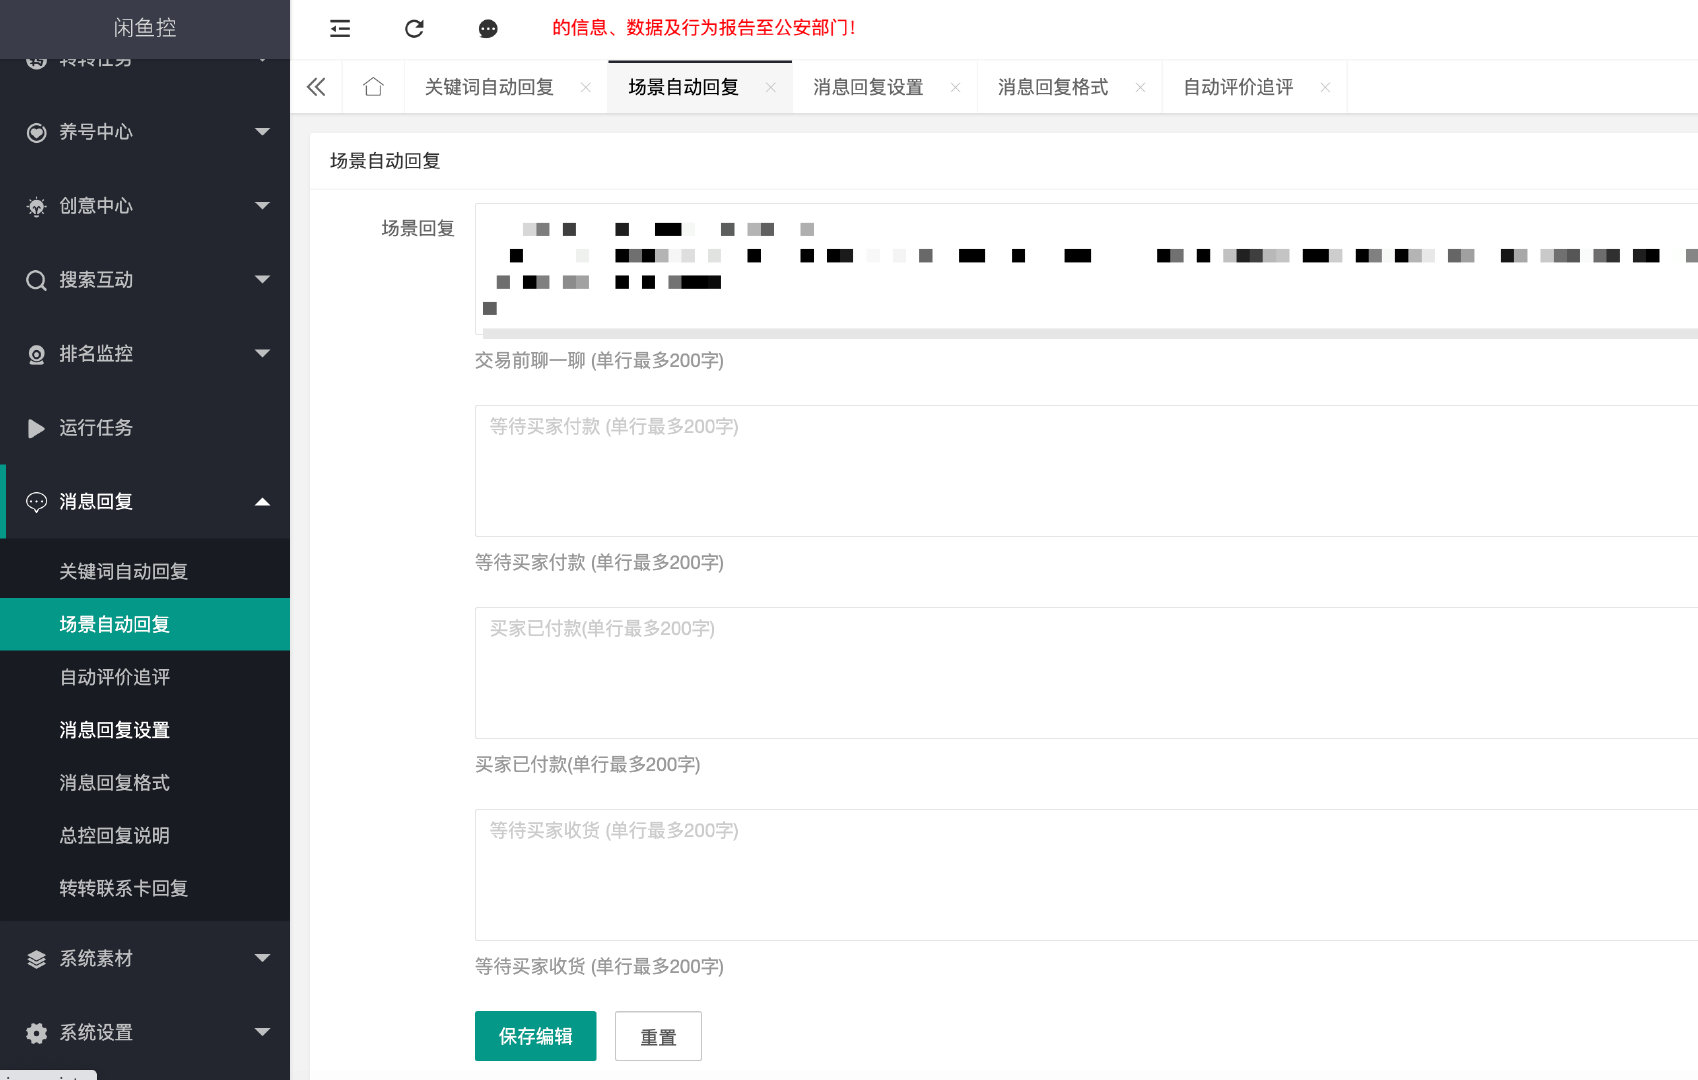 闲鱼控
的信息、数据及行为报告至公安部门！
转转任务
养号中心
创意中心
搜索互动
排名监控
运行任务
消息回复
关键词自动回复
场景自动回复
自动评价追评
消息回复设置
消息回复格式
总控回复说明
转转联系卡回复
系统素材
系统设置
关键词自动回复 场景自动回复 消息回复设置 消息回复格式 自动评价追评
场景自动回复
场景回复
交易前聊一聊 (单行最多200字)
等待买家付款 (单行最多200字)
等待买家付款 (单行最多200字)
买家已付款(单行最多200字)
买家已付款(单行最多200字)
等待买家收货 (单行最多200字)
等待买家收货 (单行最多200字)
保存编辑 重置